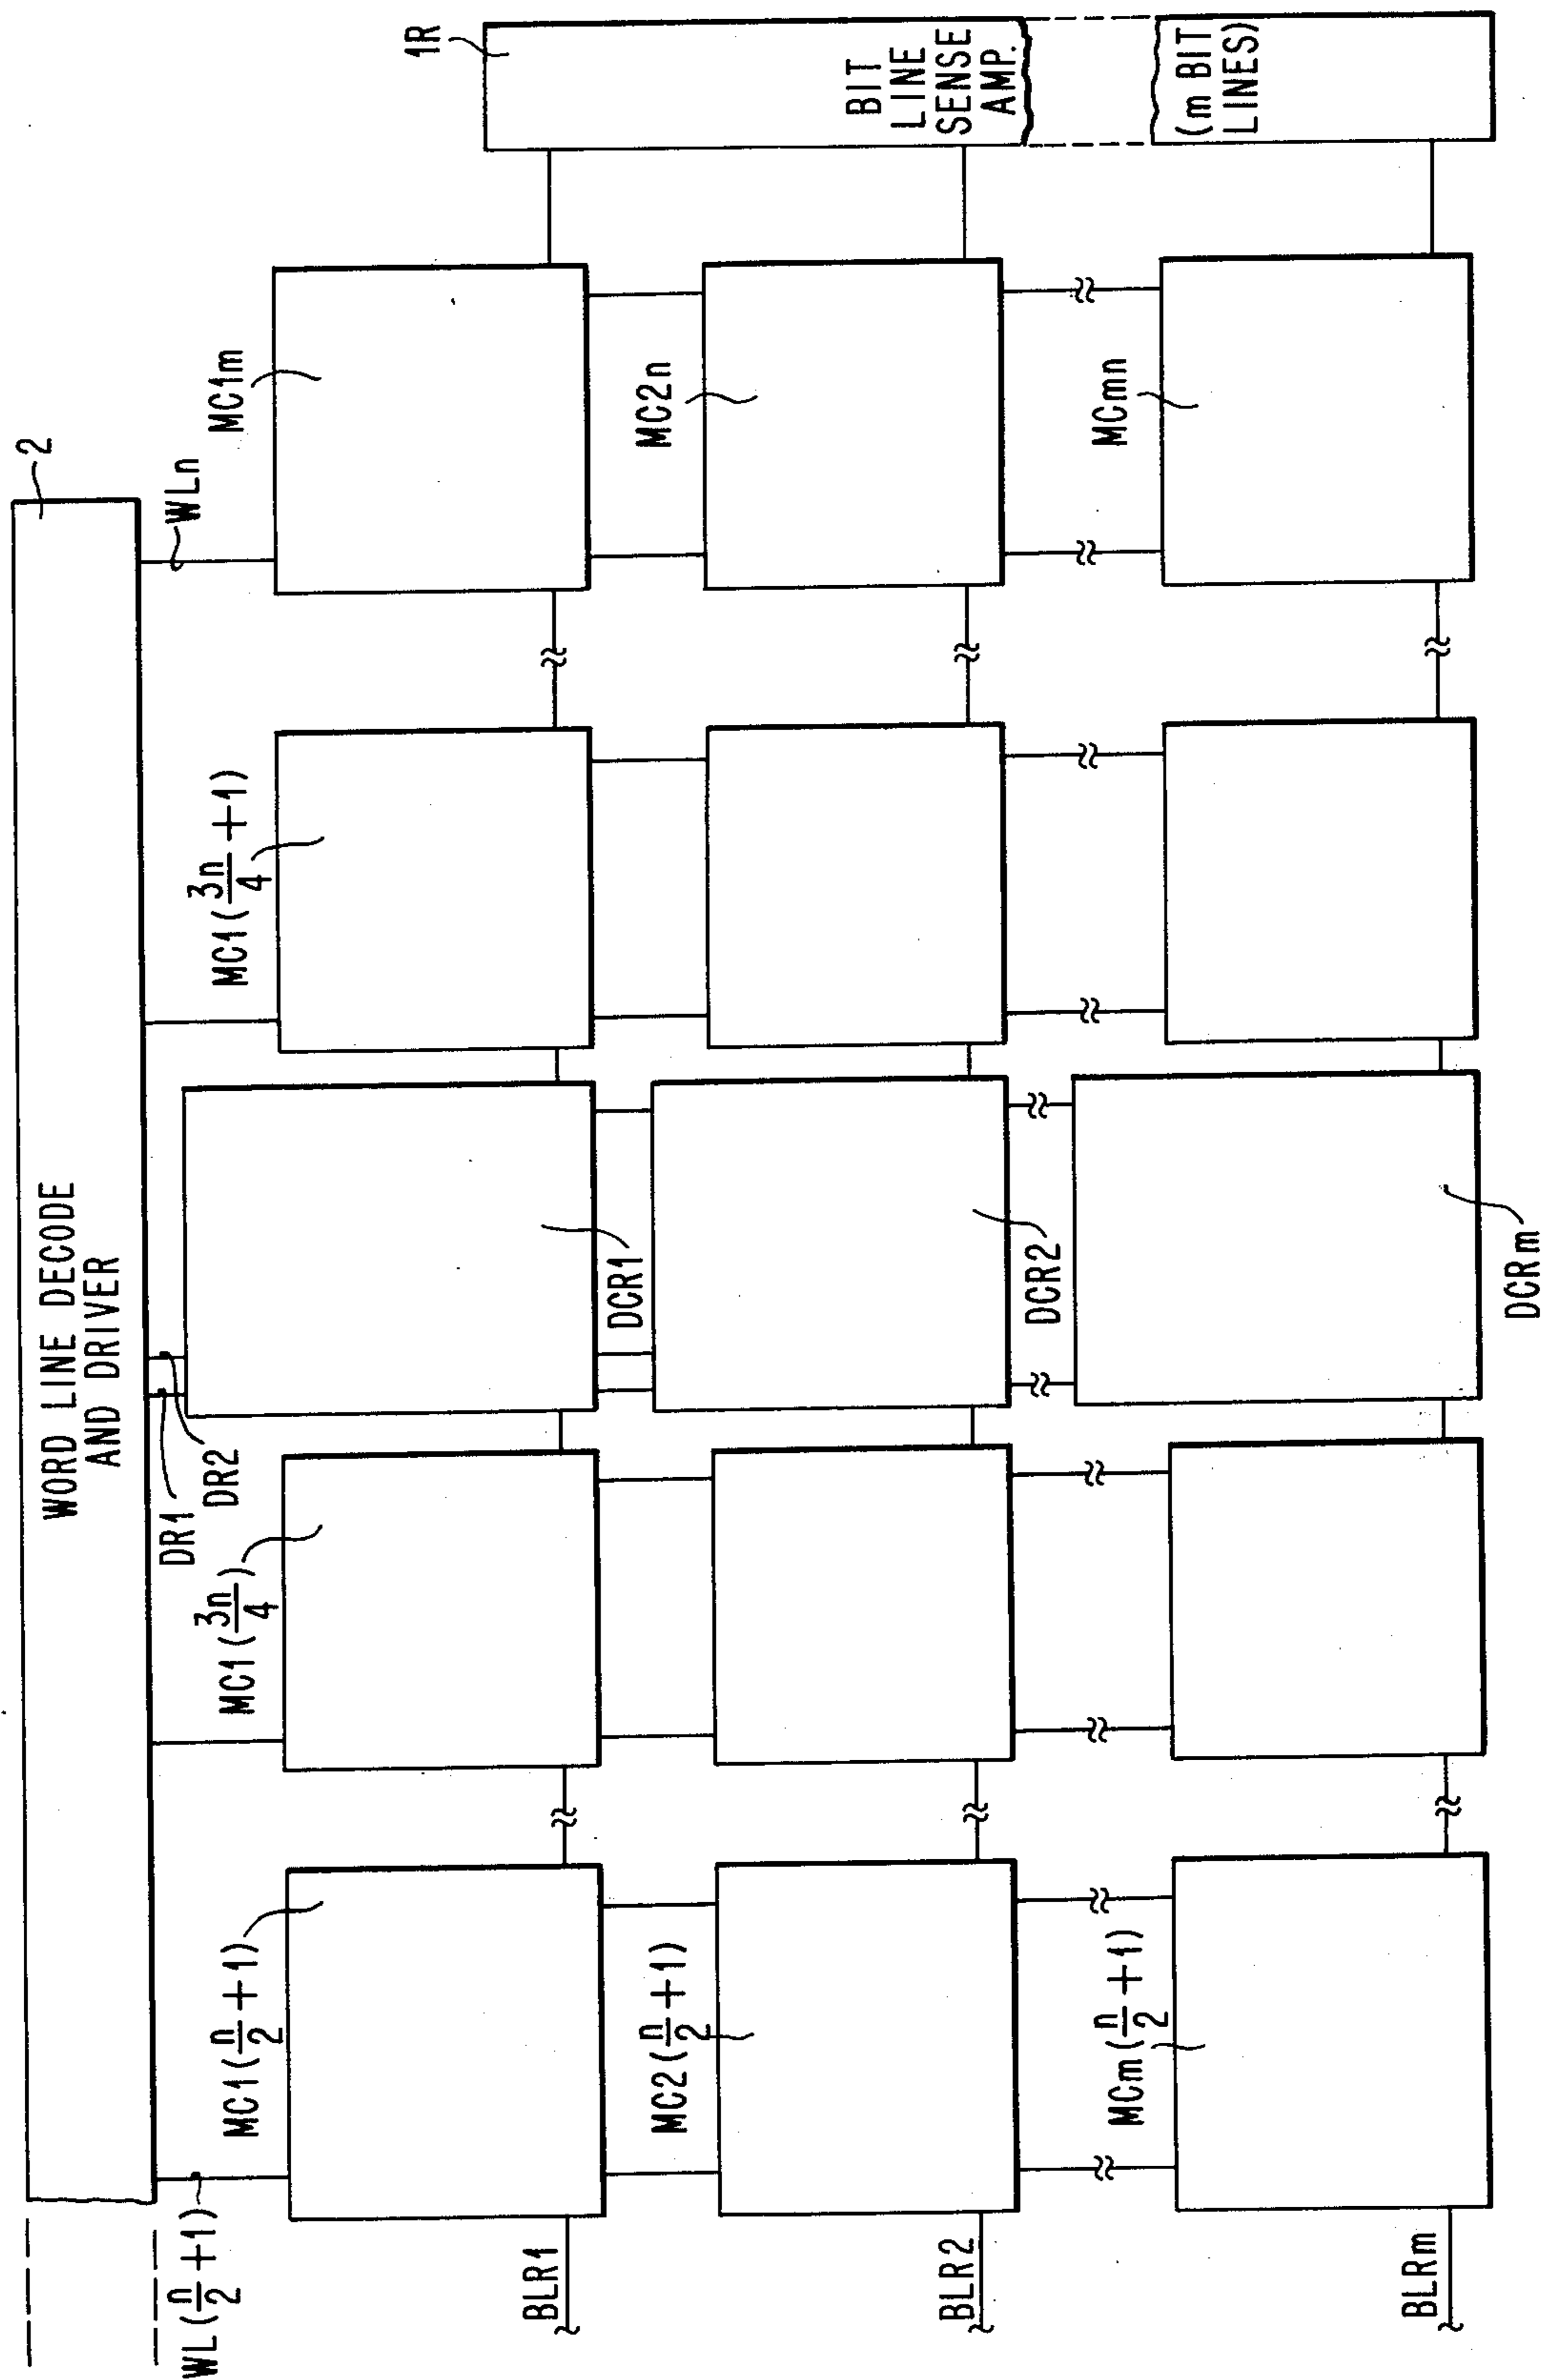 2
WORD LINE DECODE
AND DRIVER
WL(n/2+1)
DR1
DR2
WLn
1R
MC1(n/2+1)
MC1(3n/4)
MC1(3n/4+1)
MC1m
BIT
LINE
SENSE
AMP.
(m BIT
LINES)
BLR1
DCR1
MC2(n/2+1)
MC2n
BLR2
DCR2
MCm(n/2+1)
MCmn
BLRm
DCRm